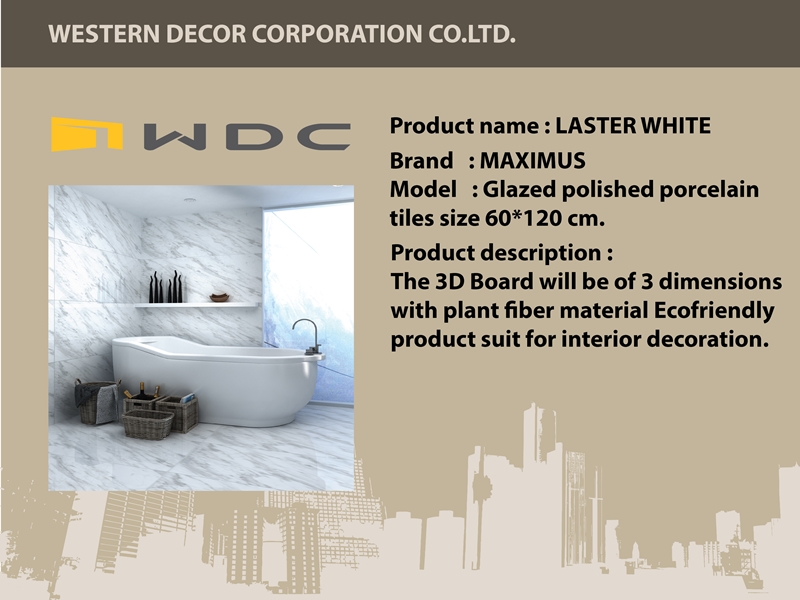 WESTERN DECOR CORPORATION CO.LTD.
WDC
Product name : LASTER WHITE
Brand : MAXIMUS
Model : Glazed polished porcelain
tiles size 60*120 cm.
Product description :
The 3D Board will be of 3 dimensions
with plant fiber material Ecofriendly
product suit for interior decoration.